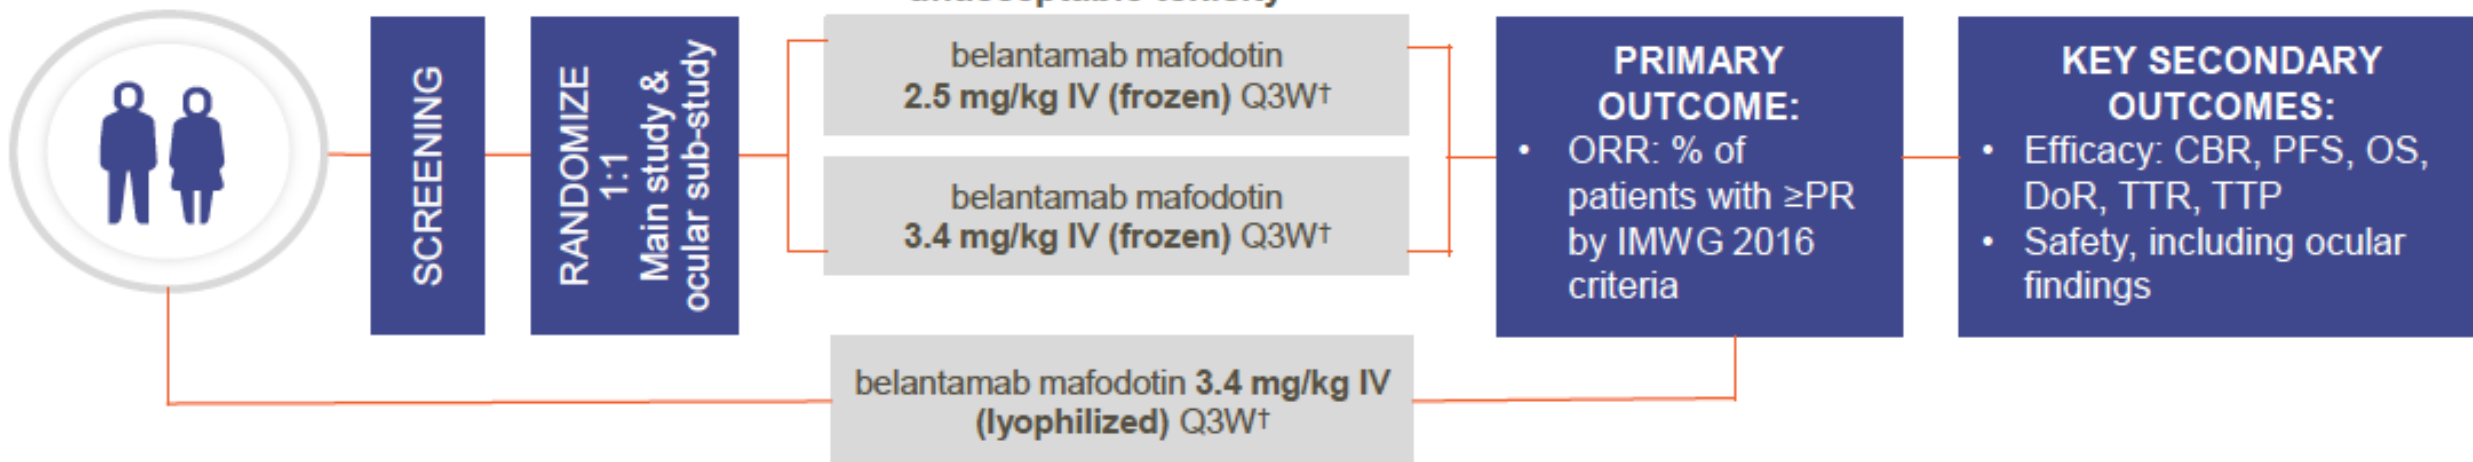 unacceptable toxicity
SCREENING
RANDOMIZE
1:1
Main study &
ocular sub-study
belantamab mafodotin
2.5 mg/kg IV (frozen) Q3W†
belantamab mafodotin
3.4 mg/kg IV (frozen) Q3W†
belantamab mafodotin 3.4 mg/kg IV
(lyophilized) Q3W†
PRIMARY
OUTCOME:
• ORR: % of
patients with ≥PR
by IMWG 2016
criteria
KEY SECONDARY
OUTCOMES:
• Efficacy: CBR, PFS, OS,
DoR, TTR, TTP
• Safety, including ocular
findings